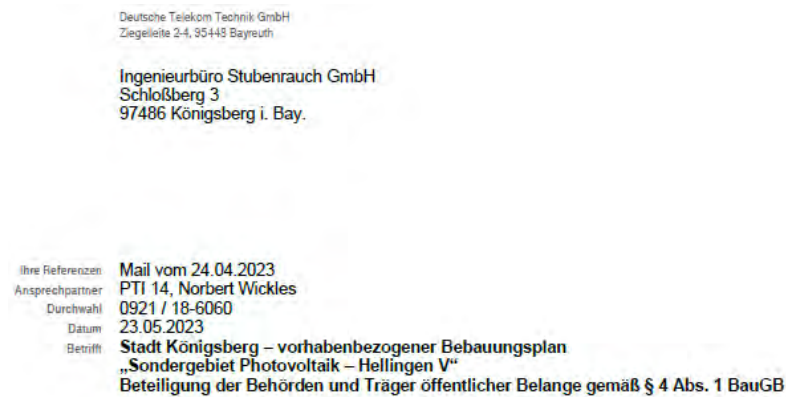 Deutsche Telekom Technik GmbH
Ziegelleite 2-4, 95448 Bayreuth
Ingenieurbüro Stubenrauch GmbH
Schloßberg 3
97486 Königsberg i. Bay.
Ihre Referenzen Mail vom 24.04.2023
Ansprechpartner PTI 14, Norbert Wickles
Durchwahl 0921 / 18-6060
Datum 23.05.2023
Betrifft Stadt Königsberg – vorhabenbezogener Bebauungsplan
„Sondergebiet Photovoltaik – Hellingen V“
Beteiligung der Behörden und Träger öffentlicher Belange gemäß § 4 Abs. 1 BauGB